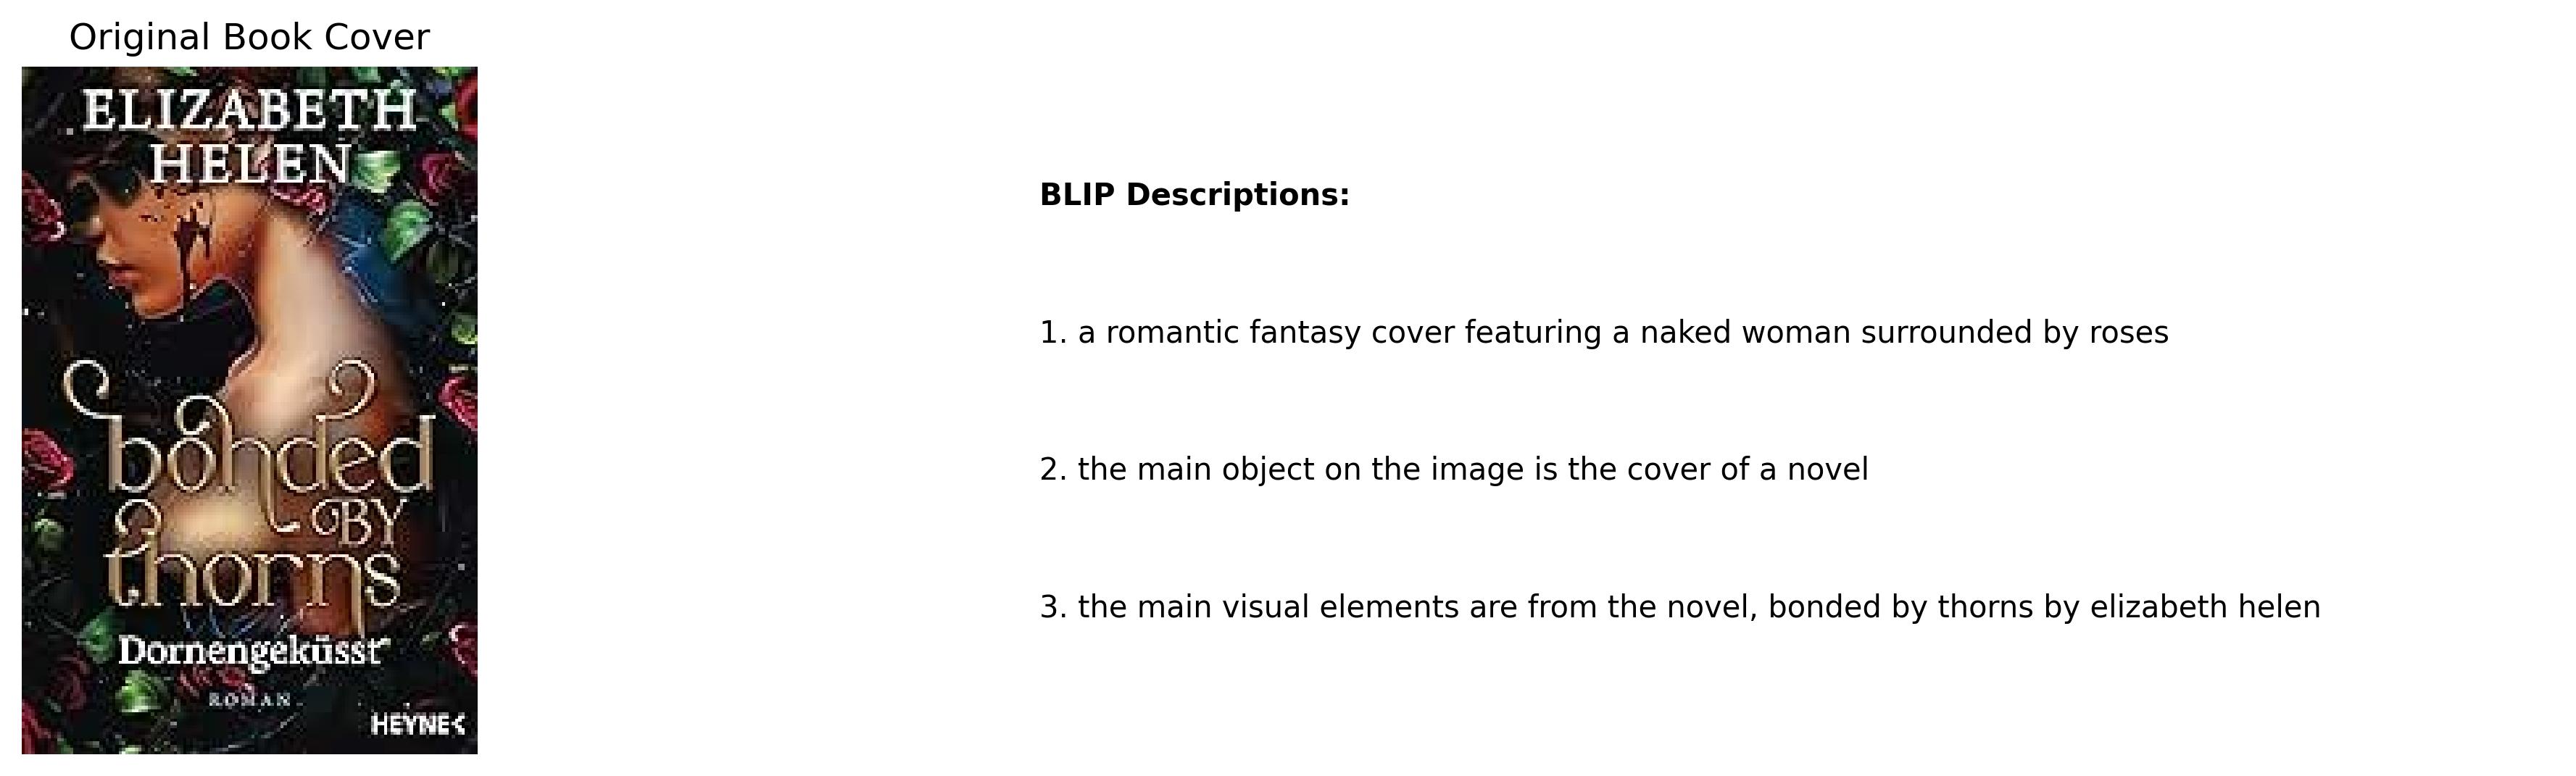 Original Book Cover
ELIZABETH
HELEN
bonded
BY
thorns
Dornengeküsst
ROMAN
HEYNE<
BLIP Descriptions:
1. a romantic fantasy cover featuring a naked woman surrounded by roses
2. the main object on the image is the cover of a novel
3. the main visual elements are from the novel, bonded by thorns by elizabeth helen